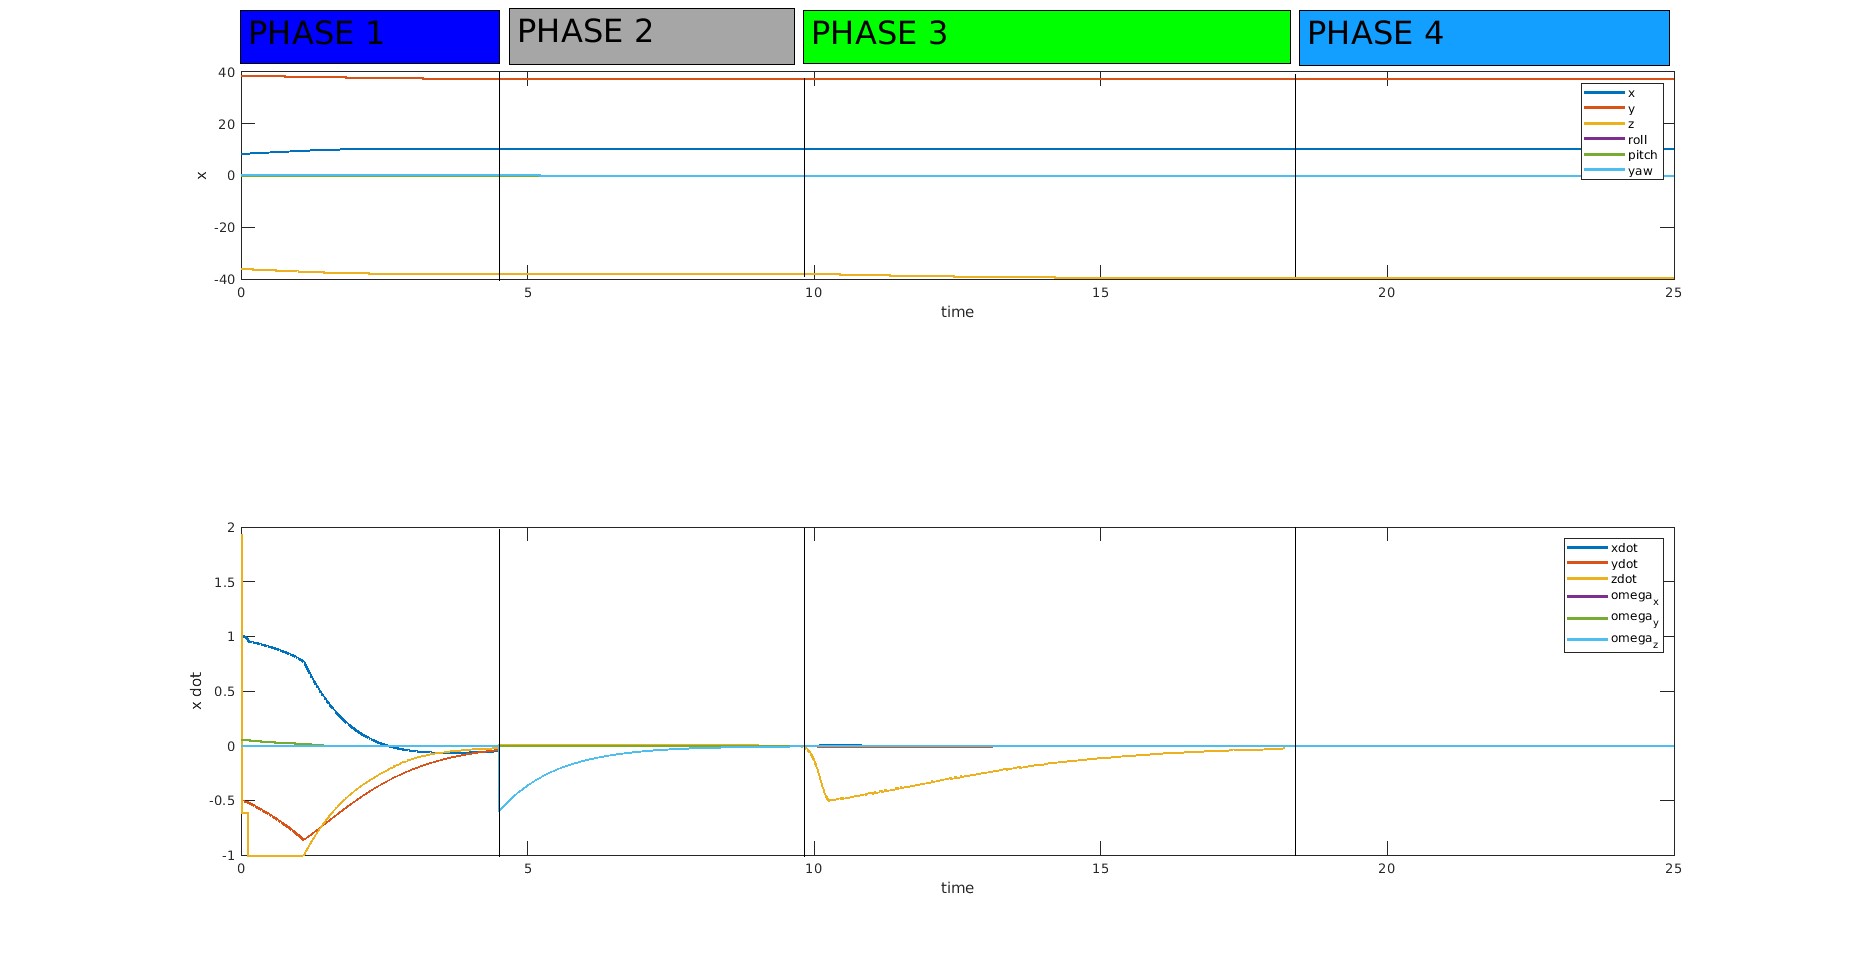 PHASE 1
PHASE 2
PHASE 3
PHASE 4
40
20
0
-20
-40
x
x
y
z
roll
pitch
yaw
0
5
10
15
20
25
time
2
1.5
1
0.5
0
-0.5
-1
x dot
xdot
ydot
zdot
omega_x
omega_y
omega_z
0
5
10
15
20
25
time